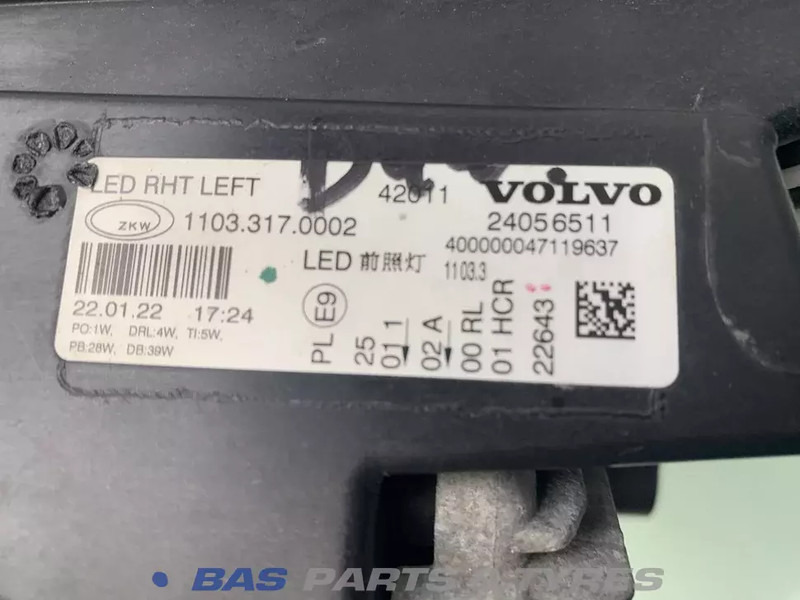 LED RHT LEFT
42011 VOLVO
ZKW 1103.317.0002
24056511
400000047119637
LED 前照灯 1103.3
22.01.22 17:24
PO:1W, DRL:4W, TI:5W,
PB:28W, DB:39W
E9
PL
25
01 1
02 A
00 RL
01 HCR
22643
BAS PARTS & TYRES